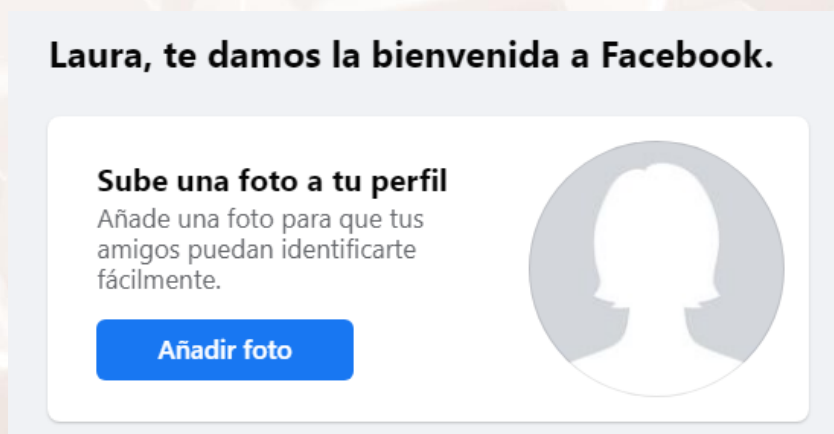 Laura, te damos la bienvenida a Facebook.
Sube una foto a tu perfil
Añade una foto para que tus
amigos puedan identificarte
fácilmente.
Añadir foto